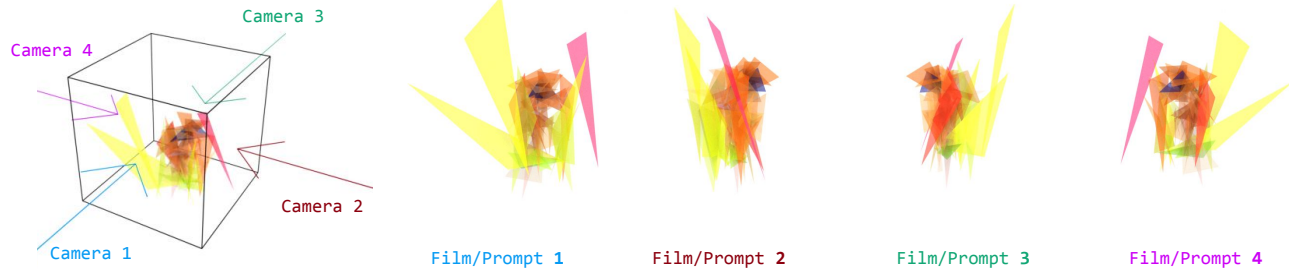 Camera 3
Camera 4
Camera 2
Camera 1
Film/Prompt 1
Film/Prompt 2
Film/Prompt 3
Film/Prompt 4